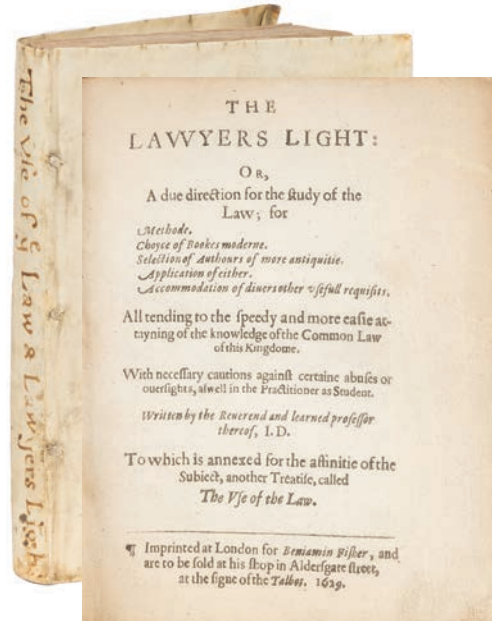 The Vse of ye Law & Lawyers Light
THE
LAWYERS LIGHT:
OR,
A due direction for the study of the
Law; for
Methode.
Choyce of Bookes moderne.
Selection of Authours of more antiquitie.
Application of either.
Accommodation of divers other vsefull requisits.
All tending to the speedy and more easie at-
tayning of the knowledge of the Common Law
of this Kingdome.
With necessary cautions against certaine abuses or
oversights, aswell in the Practitioner as Student.
Written by the Reverend and learned professor
thereof, I.D.
To which is annexed for the affinitie of the
Subiect, another Treatise, called
The Vse of the Law.
¶ Imprinted at London for Beniamin Fisher, and
are to be sold at his shop in Aldersgate street,
at the signe of the Talbot. 1629.